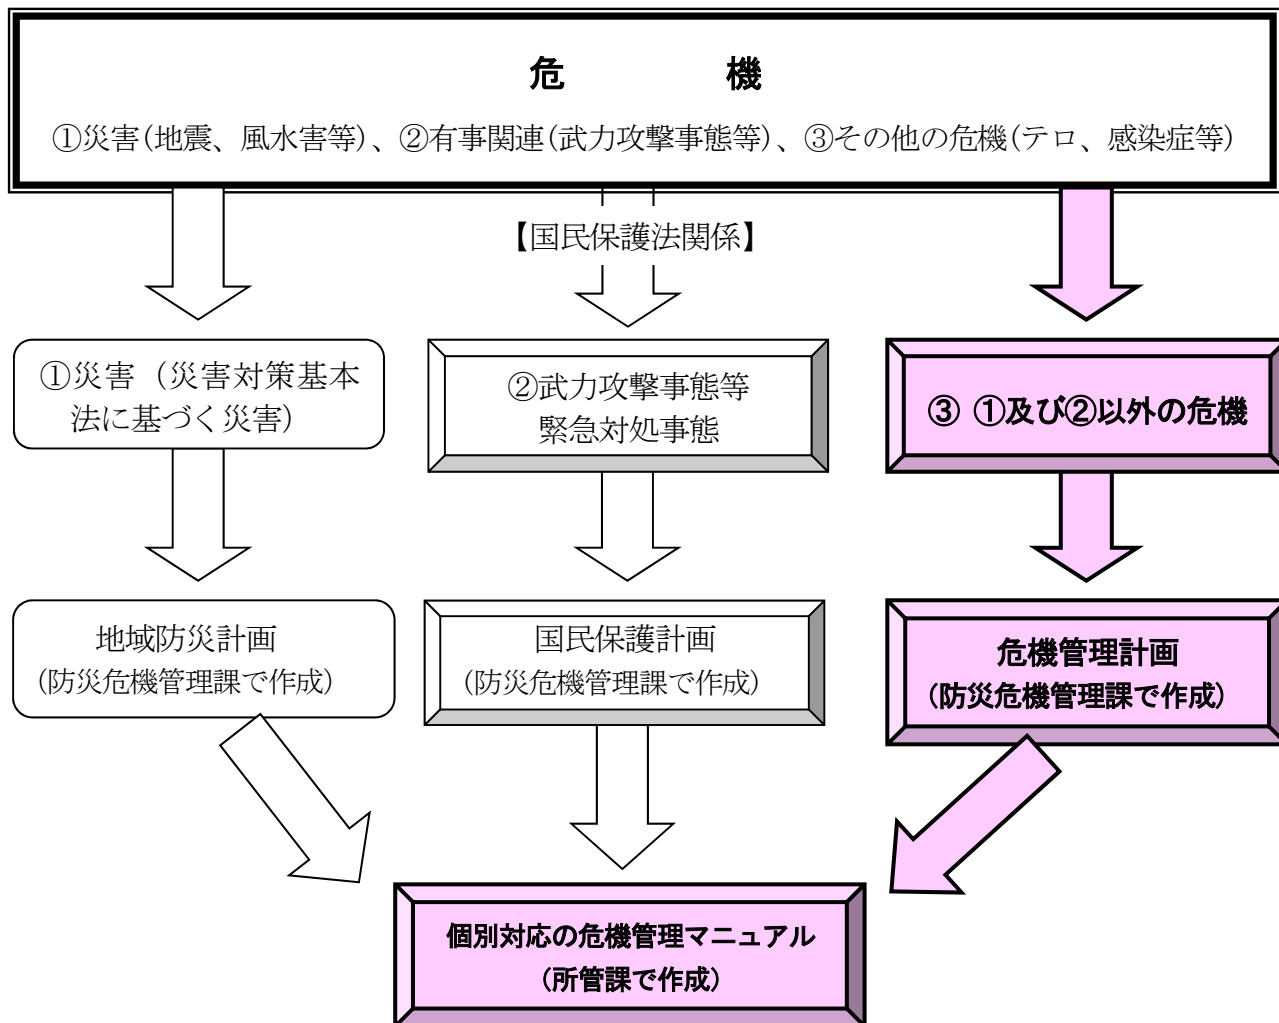 危　機
①災害(地震、風水害等)、②有事関連(武力攻撃事態等)、③その他の危機(テロ、感染症等)
【国民保護法関係】
①災害（災害対策基本
法に基づく災害）
②武力攻撃事態等
緊急対処事態
③ ①及び②以外の危機
地域防災計画
(防災危機管理課で作成)
国民保護計画
(防災危機管理課で作成)
危機管理計画
(防災危機管理課で作成)
個別対応の危機管理マニュアル
(所管課で作成)